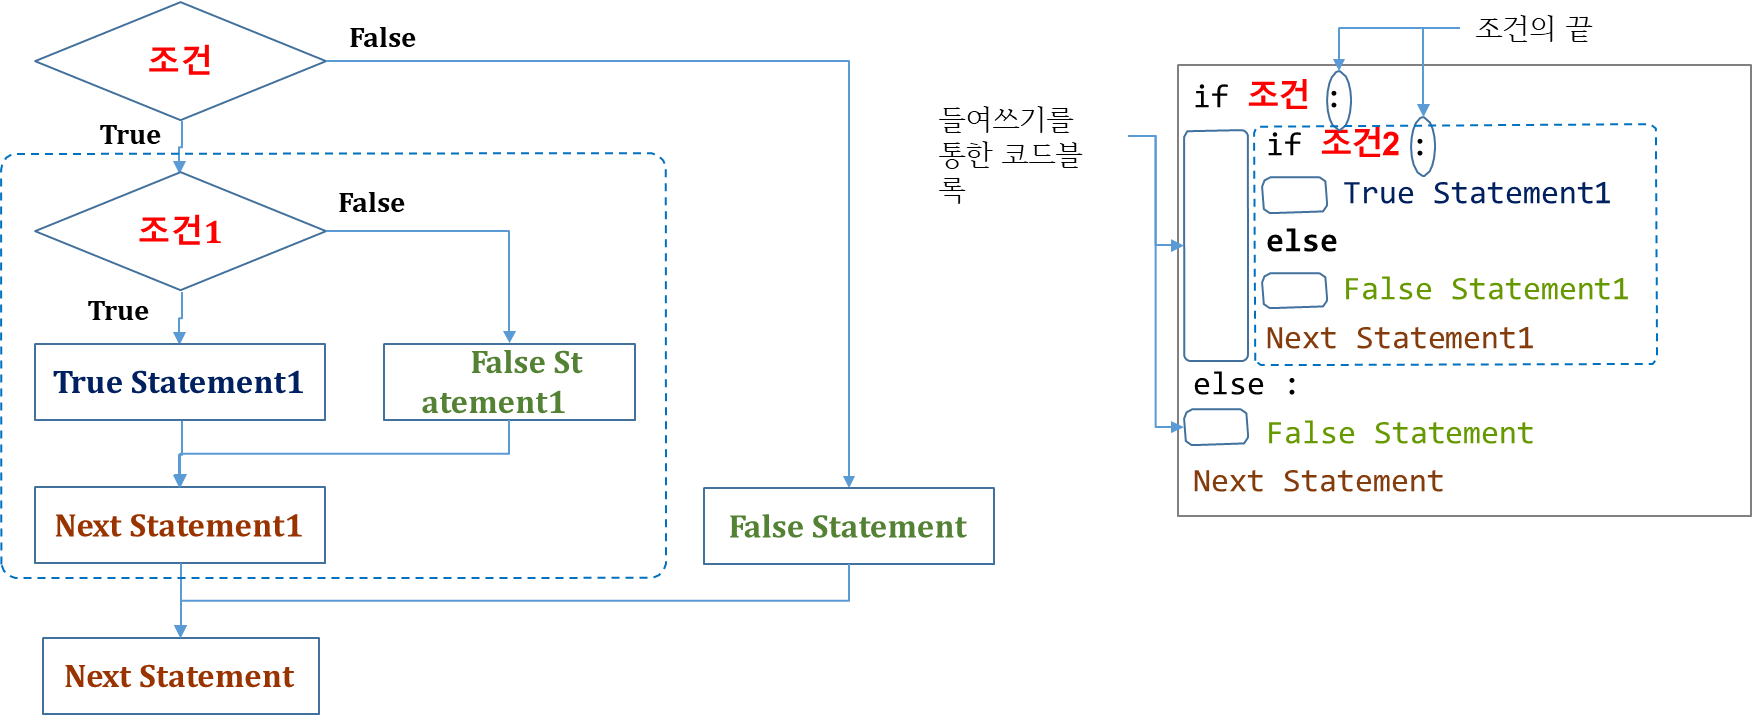 조건
False
True
조건1
False
True
True Statement1
False St
atement1
Next Statement1
False Statement
Next Statement
조건의 끝
들여쓰기를
통한 코드블
록
if 조건 :
if 조건2 :
True Statement1
else
False Statement1
Next Statement1
else :
False Statement
Next Statement